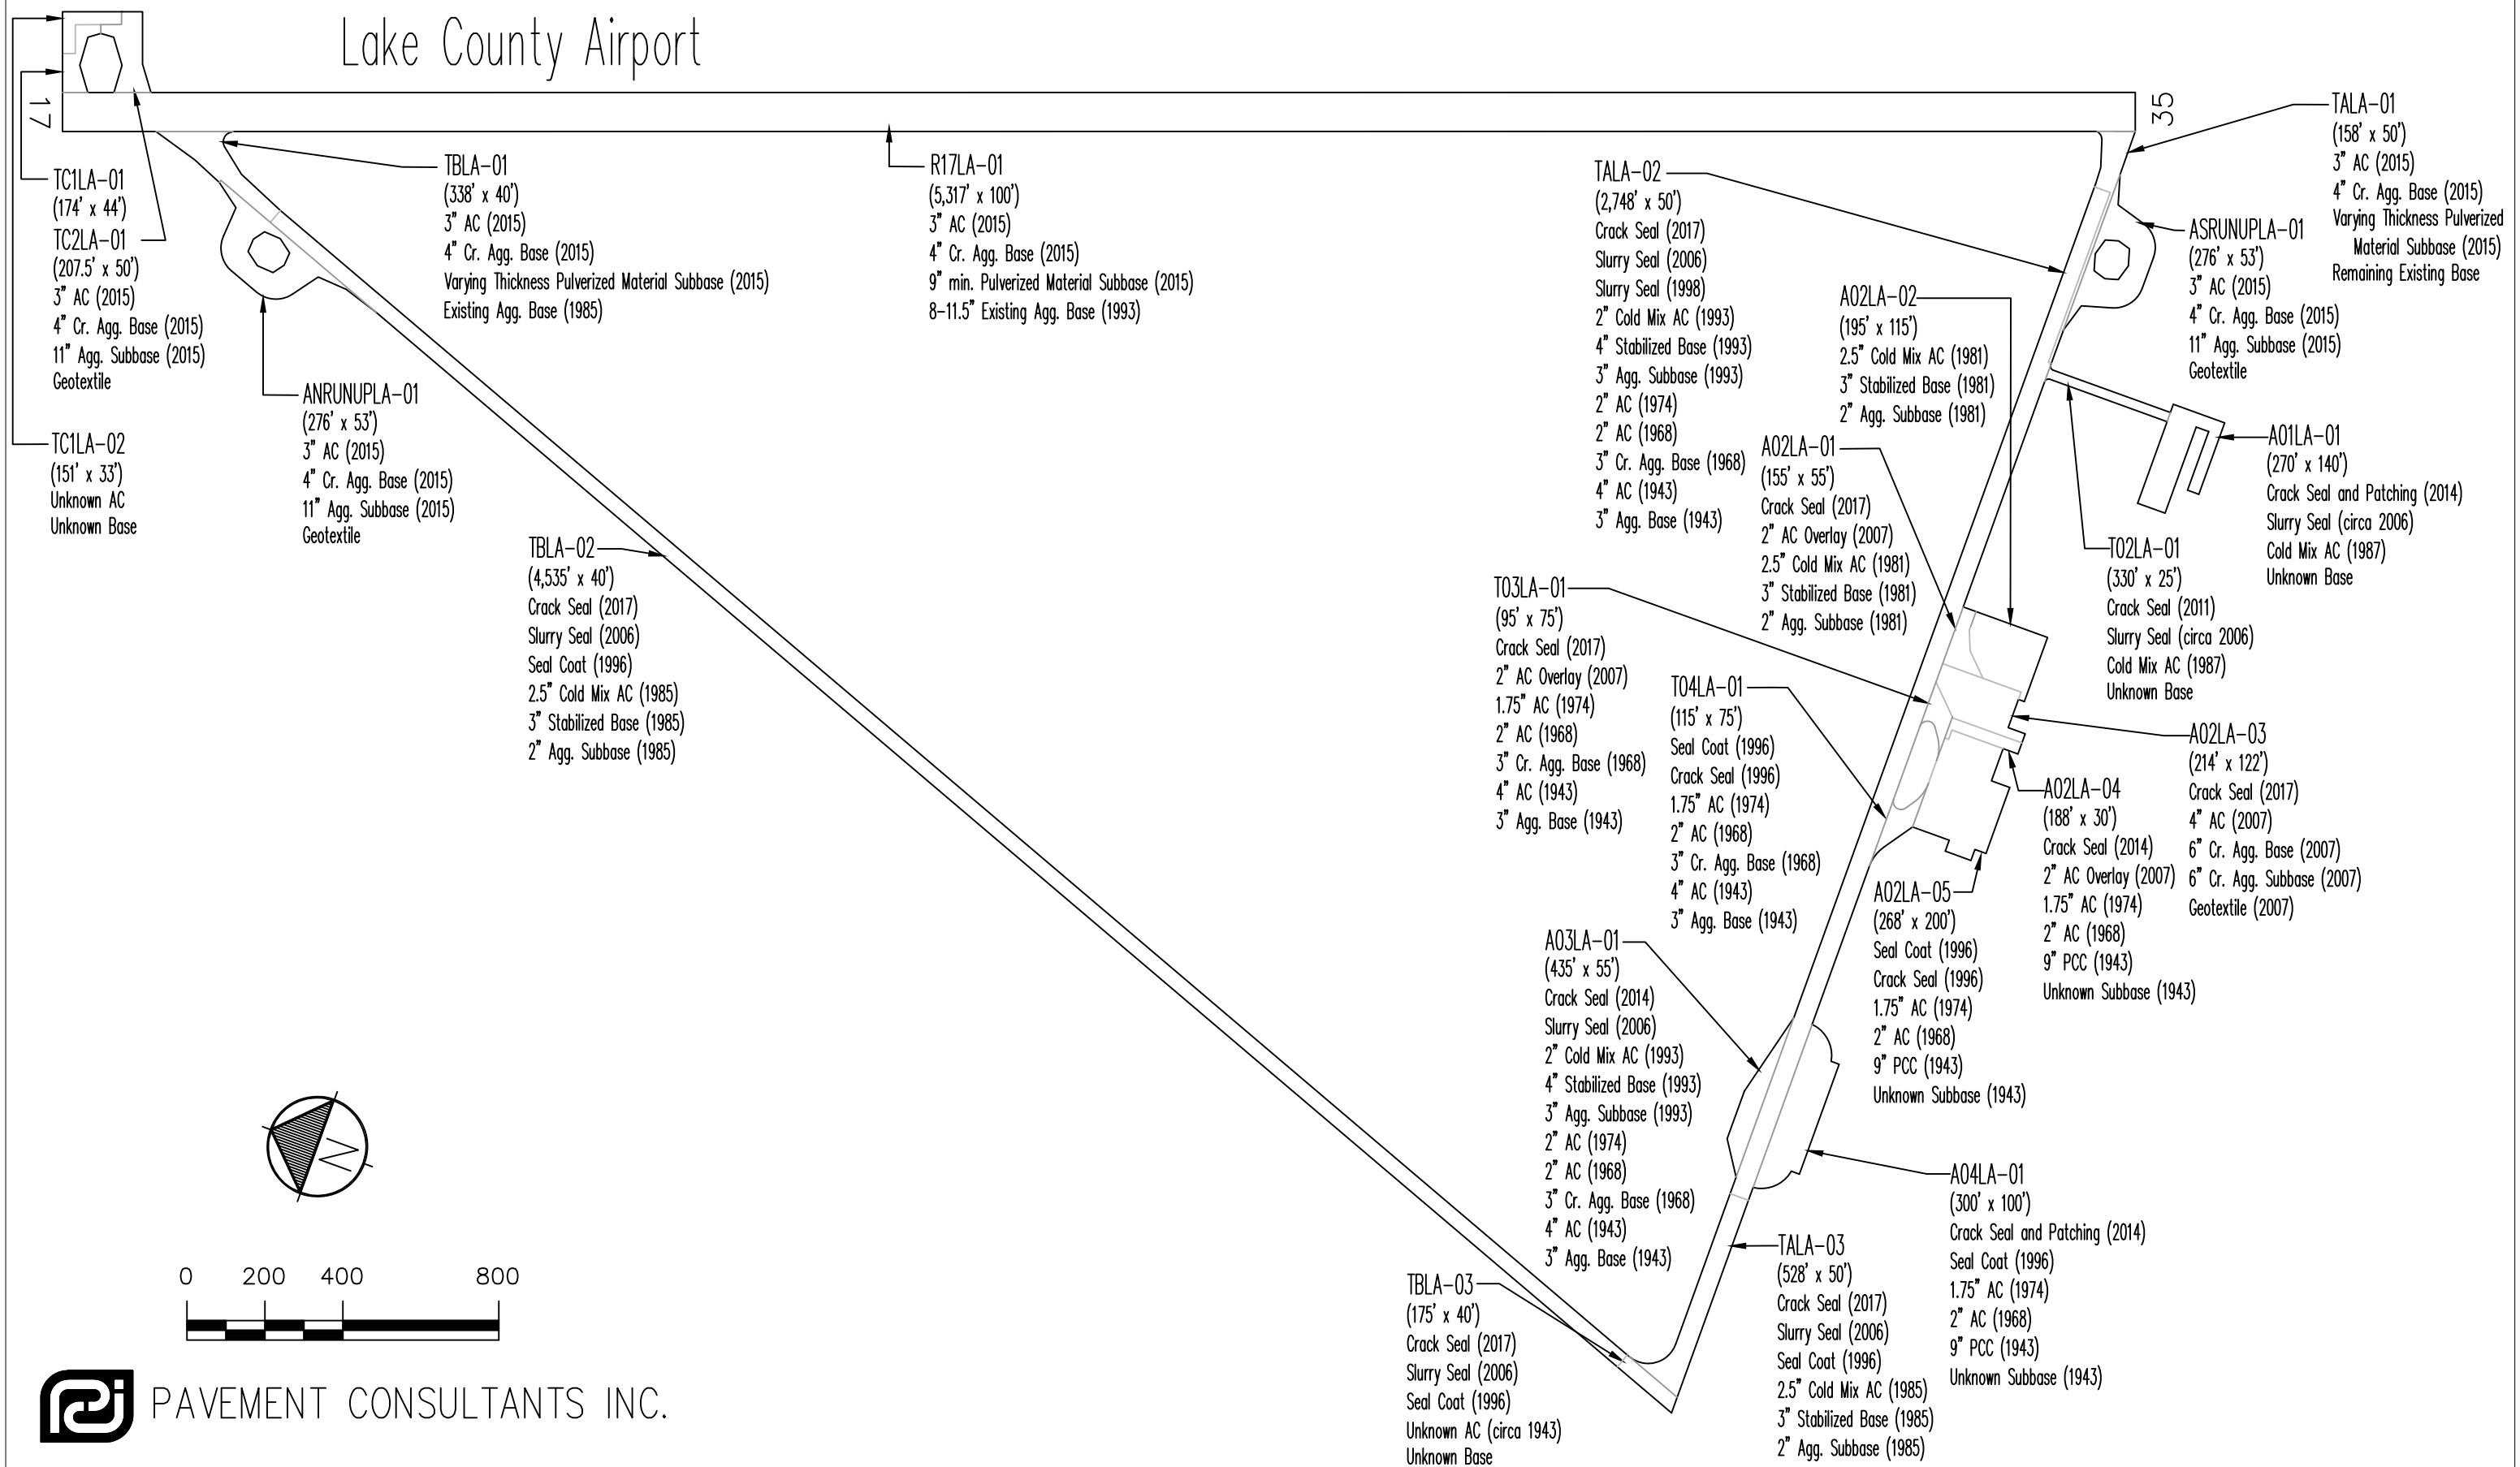 Lake County Airport
17
35
TC1LA-01
(174' x 44')
TC2LA-01
(207.5' x 50')
3" AC (2015)
4" Cr. Agg. Base (2015)
11" Agg. Subbase (2015)
Geotextile
TC1LA-02
(151' x 33')
Unknown AC
Unknown Base
TBLA-01
(338' x 40')
3" AC (2015)
4" Cr. Agg. Base (2015)
Varying Thickness Pulverized Material Subbase (2015)
Existing Agg. Base (1985)
ANRUNUPLA-01
(276' x 53')
3" AC (2015)
4" Cr. Agg. Base (2015)
11" Agg. Subbase (2015)
Geotextile
TBLA-02
(4,535' x 40')
Crack Seal (2017)
Slurry Seal (2006)
Seal Coat (1996)
2.5" Cold Mix AC (1985)
3" Stabilized Base (1985)
2" Agg. Subbase (1985)
R17LA-01
(5,317' x 100')
3" AC (2015)
4" Cr. Agg. Base (2015)
9" min. Pulverized Material Subbase (2015)
8-11.5" Existing Agg. Base (1993)
TALA-02
(2,748' x 50')
Crack Seal (2017)
Slurry Seal (2006)
Slurry Seal (1998)
2" Cold Mix AC (1993)
4" Stabilized Base (1993)
3" Agg. Subbase (1993)
2" AC (1974)
2" AC (1968)
3" Cr. Agg. Base (1968)
4" AC (1943)
3" Agg. Base (1943)
TALA-01
(158' x 50')
3" AC (2015)
4" Cr. Agg. Base (2015)
Varying Thickness Pulverized
Material Subbase (2015)
Remaining Existing Base
ASRUNUPLA-01
(276' x 53')
3" AC (2015)
4" Cr. Agg. Base (2015)
11" Agg. Subbase (2015)
Geotextile
A02LA-02
(195' x 115')
2.5" Cold Mix AC (1981)
3" Stabilized Base (1981)
2" Agg. Subbase (1981)
A02LA-01
(155' x 55')
Crack Seal (2017)
2" AC Overlay (2007)
2.5" Cold Mix AC (1981)
3" Stabilized Base (1981)
2" Agg. Subbase (1981)
A01LA-01
(270' x 140')
Crack Seal and Patching (2014)
Slurry Seal (circa 2006)
Cold Mix AC (1987)
Unknown Base
T02LA-01
(330' x 25')
Crack Seal (2011)
Slurry Seal (circa 2006)
Cold Mix AC (1987)
Unknown Base
T03LA-01
(95' x 75')
Crack Seal (2017)
2" AC Overlay (2007)
1.75" AC (1974)
2" AC (1968)
3" Cr. Agg. Base (1968)
4" AC (1943)
3" Agg. Base (1943)
T04LA-01
(115' x 75')
Seal Coat (1996)
Crack Seal (1996)
1.75" AC (1974)
2" AC (1968)
3" Cr. Agg. Base (1968)
4" AC (1943)
3" Agg. Base (1943)
A02LA-03
(214' x 122')
Crack Seal (2017)
4" AC (2007)
6" Cr. Agg. Base (2007)
6" Cr. Agg. Subbase (2007)
Geotextile (2007)
A02LA-04
(188' x 30')
Crack Seal (2014)
2" AC Overlay (2007)
1.75" AC (1974)
2" AC (1968)
9" PCC (1943)
Unknown Subbase (1943)
A02LA-05
(268' x 200')
Seal Coat (1996)
Crack Seal (1996)
1.75" AC (1974)
2" AC (1968)
9" PCC (1943)
Unknown Subbase (1943)
A03LA-01
(435' x 55')
Crack Seal (2014)
Slurry Seal (2006)
2" Cold Mix AC (1993)
4" Stabilized Base (1993)
3" Agg. Subbase (1993)
2" AC (1974)
2" AC (1968)
3" Cr. Agg. Base (1968)
4" AC (1943)
3" Agg. Base (1943)
A04LA-01
(300' x 100')
Crack Seal and Patching (2014)
Seal Coat (1996)
1.75" AC (1974)
2" AC (1968)
9" PCC (1943)
Unknown Subbase (1943)
TALA-03
(528' x 50')
Crack Seal (2017)
Slurry Seal (2006)
Seal Coat (1996)
2.5" Cold Mix AC (1985)
3" Stabilized Base (1985)
2" Agg. Subbase (1985)
TBLA-03
(175' x 40')
Crack Seal (2017)
Slurry Seal (2006)
Seal Coat (1996)
Unknown AC (circa 1943)
Unknown Base
N
0 200 400 800
pci PAVEMENT CONSULTANTS INC.